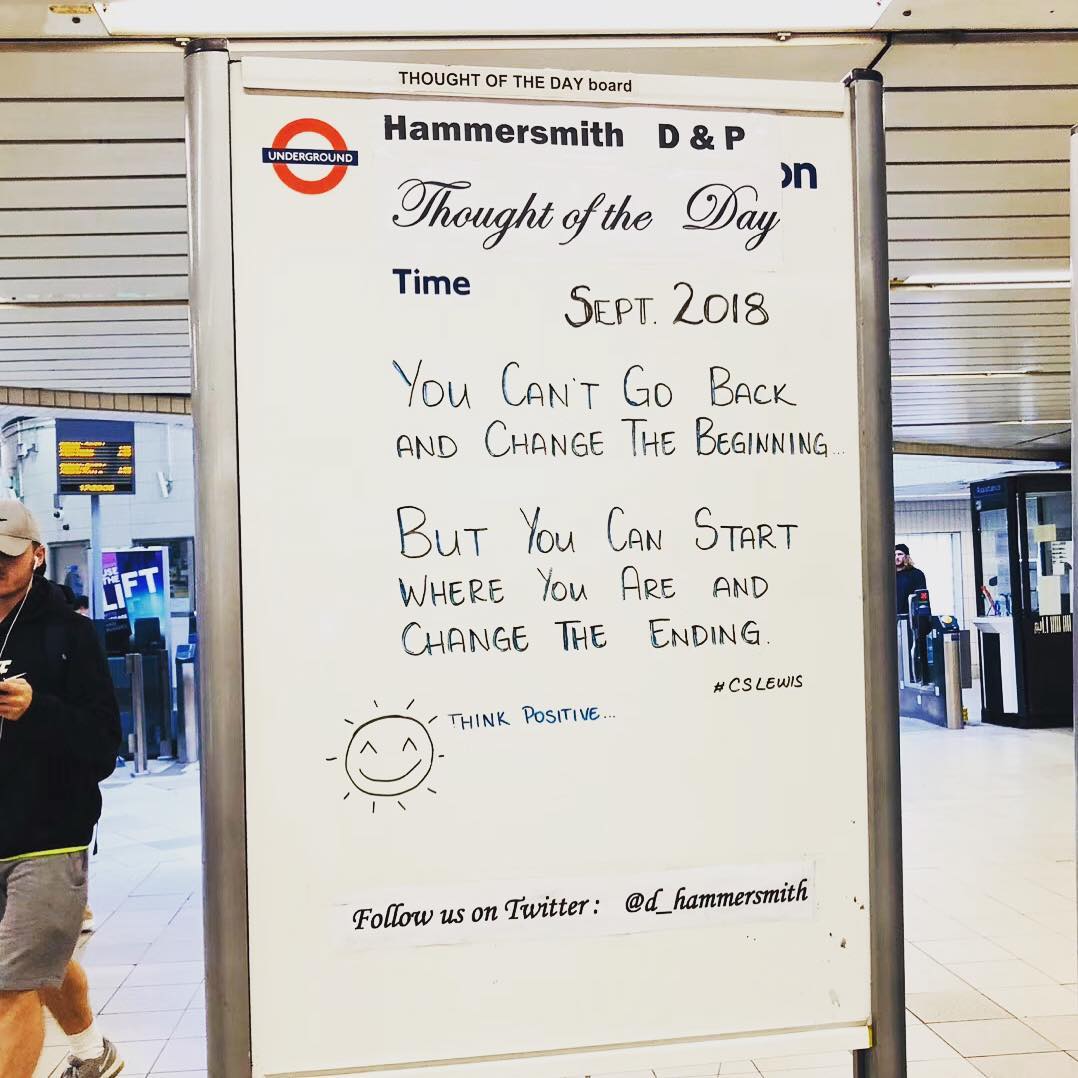 THOUGHT OF THE DAY board
UNDERGROUND
Hammersmith D & P
on
Thought of the Day
Time
SEPT. 2018
YOU CAN'T GO BACK
AND CHANGE THE BEGINNING...
BUT YOU CAN START
WHERE YOU ARE AND
CHANGE THE ENDING.
#CSLEWIS
THINK POSITIVE...
Follow us on Twitter : @d_hammersmith
LIFT